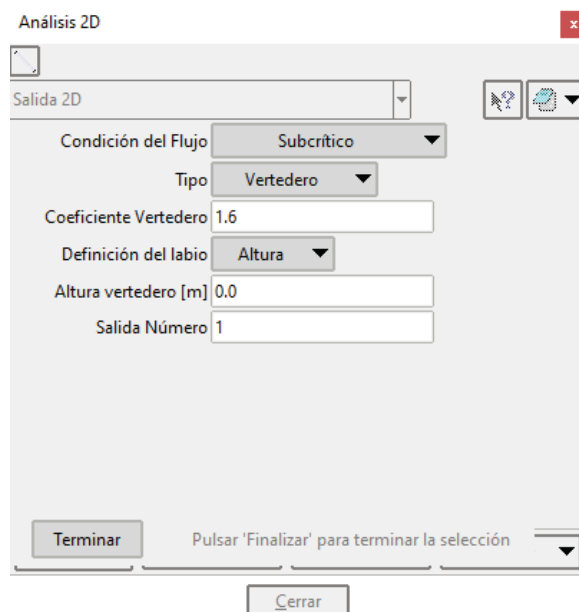 Análisis 2D
x
Salida 2D
?
Condición del Flujo Subcrítico
Tipo Vertedero
Coeficiente Vertedero 1.6
Definición del labio Altura
Altura vertedero [m] 0.0
Salida Número 1
Terminar Pulsar 'Finalizar' para terminar la selección
Cerrar